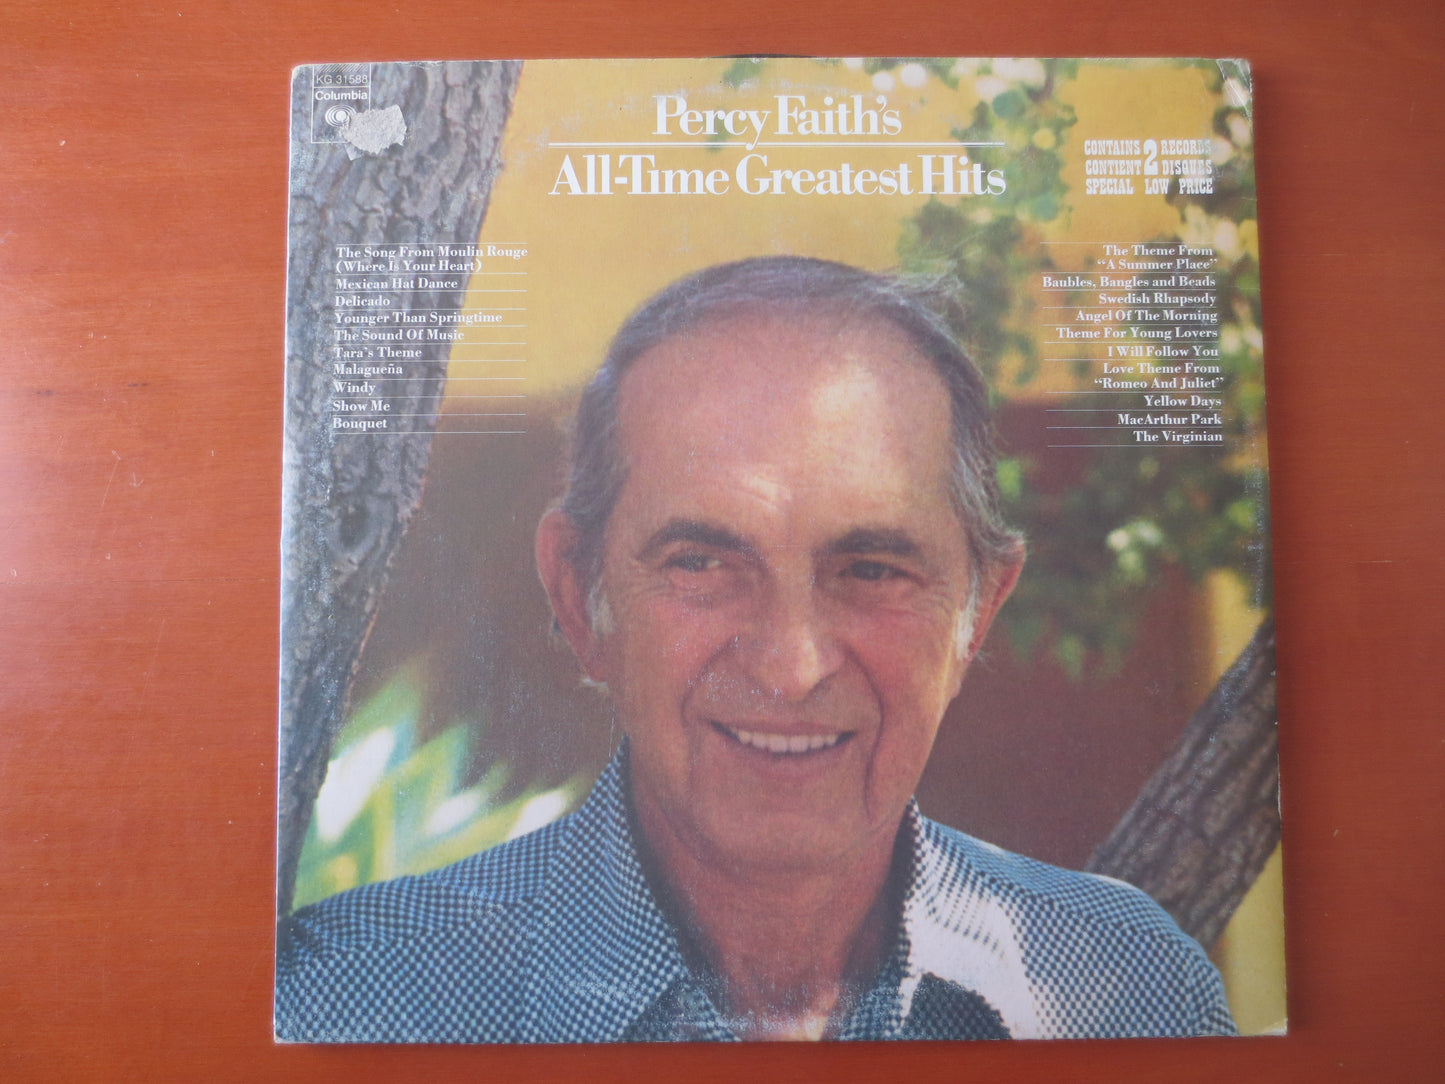 KG 31588
Columbia
Percy Faith's
All-Time Greatest Hits
CONTAINS 2 RECORDS
CONTIENT DISQUES
SPECIAL LOW PRICE
The Song From Moulin Rouge
(Where Is Your Heart)
Mexican Hat Dance
Delicado
Younger Than Springtime
The Sound Of Music
Tara's Theme
Malagueña
Windy
Show Me
Bouquet
The Theme From
"A Summer Place"
Baubles, Bangles and Beads
Swedish Rhapsody
Angel Of The Morning
Theme For Young Lovers
I Will Follow You
Love Theme From
"Romeo And Juliet"
Yellow Days
MacArthur Park
The Virginian